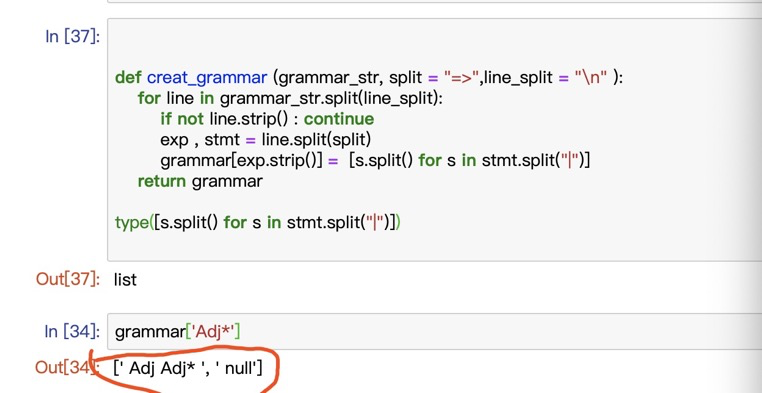 In [37]:
def creat_grammar (grammar_str, split = "=>",line_split = "\n" ):
for line in grammar_str.split(line_split):
if not line.strip() : continue
exp , stmt = line.split(split)
grammar[exp.strip()] = [s.split() for s in stmt.split("|")]
return grammar
type([s.split() for s in stmt.split("|")])
Out[37]: list
In [34]: grammar['Adj*']
Out[34]: [' Adj Adj* ', ' null']